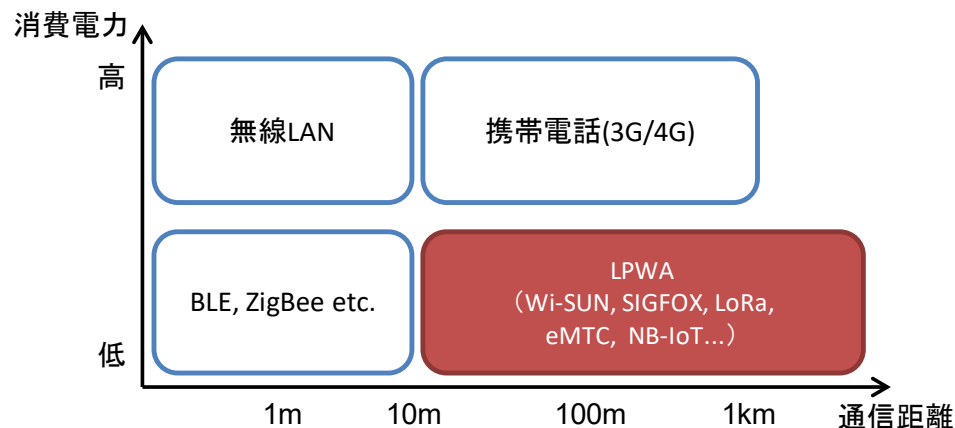 消費電力
高
無線LAN
携帯電話(3G/4G)
BLE, ZigBee etc.
LPWA
（Wi-SUN, SIGFOX, LoRa,
eMTC, NB-IoT...）
低
1m
10m
100m
1km
通信距離